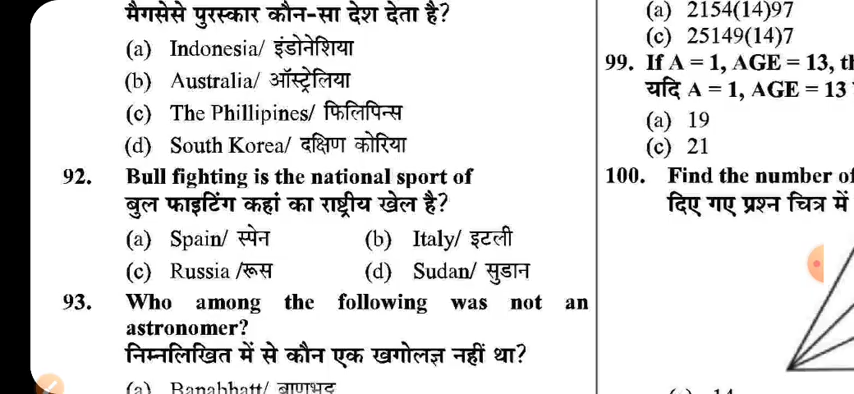 मैगसेसे पुरस्कार कौन-सा देश देता है?
(a) Indonesia/ इंडोनेशिया
(b) Australia/ ऑस्ट्रेलिया
(c) The Phillipines/ फिलिपिन्स
(d) South Korea/ दक्षिण कोरिया
92. Bull fighting is the national sport of
बुल फाइटिंग कहां का राष्ट्रीय खेल है?
(a) Spain/ स्पेन (b) Italy/ इटली
(c) Russia /रूस (d) Sudan/ सुडान
93. Who among the following was not an
astronomer?
निम्नलिखित में से कौन एक खगोलज्ञ नहीं था?
(a) Banabhatt/ बाणभट्ट
(a) 2154(14)97
(c) 25149(14)7
99. If A = 1, AGE = 13,
यदि A = 1, AGE = 13
(a) 19
(c) 21
100. Find the number of
दिए गए प्रश्न चित्र में